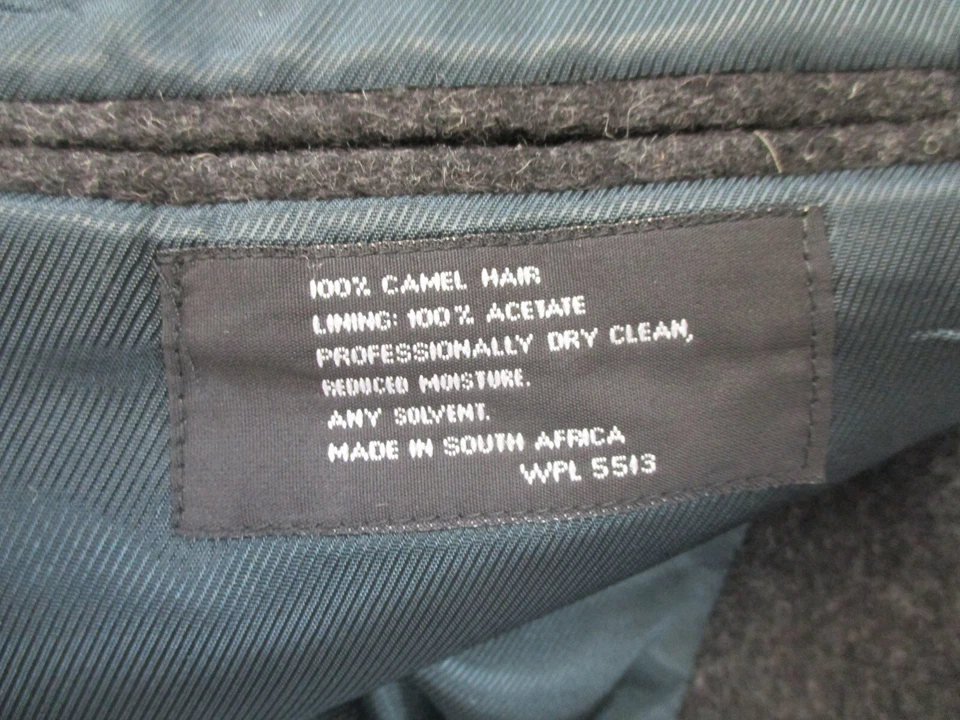 100% CAMEL HAIR
LINING: 100% ACETATE
PROFESSIONALLY DRY CLEAN,
REDUCED MOISTURE.
ANY SOLVENT.
MADE IN SOUTH AFRICA
WPL 5513